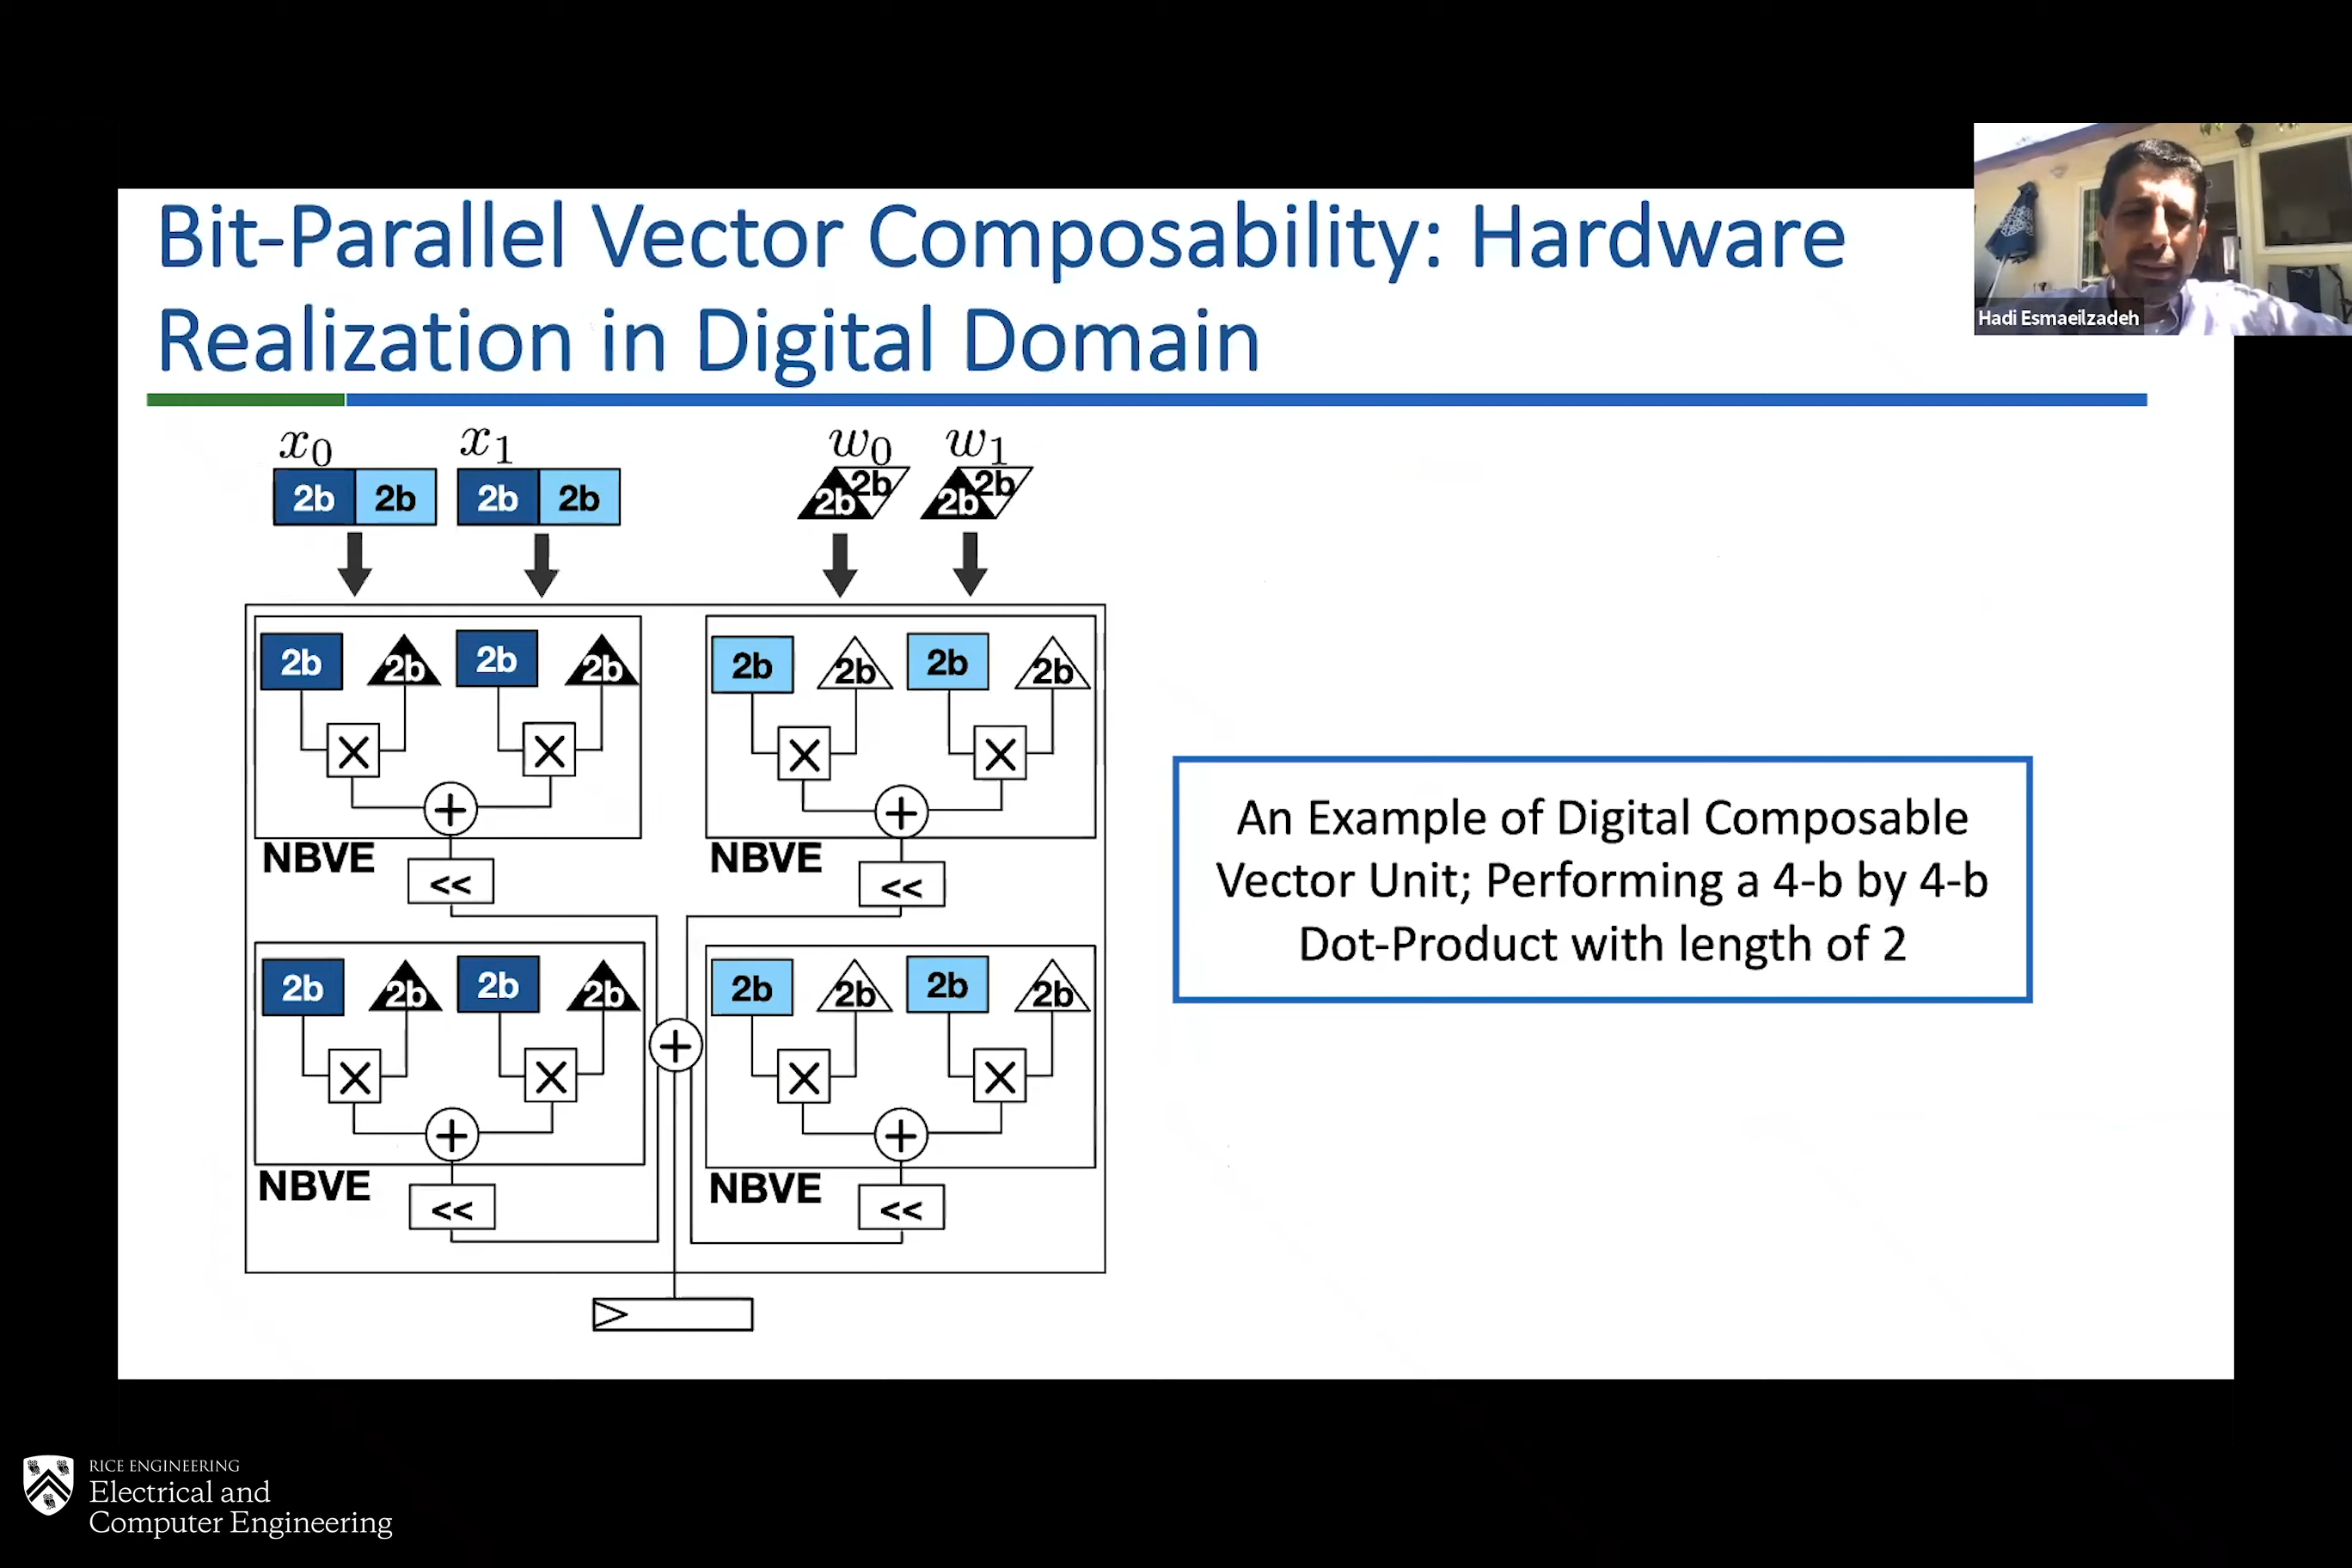 Bit-Parallel Vector Composability: Hardware
Realization in Digital Domain
Hadi Esmaeilzadeh
x0 x1 w0 w1
2b 2b 2b 2b 2b 2b 2b 2b
2b 2b 2b 2b 2b 2b 2b 2b
× × × ×
+ +
NBVE NBVE
<< <<
2b 2b 2b 2b 2b 2b 2b 2b
+
× × × ×
+ +
NBVE NBVE
<< <<
An Example of Digital Composable
Vector Unit; Performing a 4-b by 4-b
Dot-Product with length of 2
RICE ENGINEERING
Electrical and
Computer Engineering